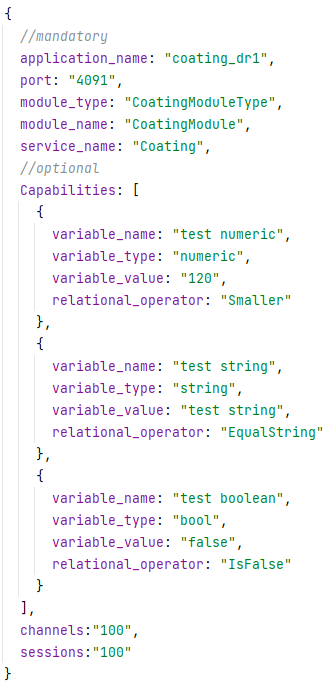 {
  //mandatory
  application_name: "coating_dr1",
  port: "4091",
  module_type: "CoatingModuleType",
  module_name: "CoatingModule",
  service_name: "Coating",
  //optional
  Capabilities: [
    {
      variable_name: "test numeric",
      variable_type: "numeric",
      variable_value: "120",
      relational_operator: "Smaller"
    },
    {
      variable_name: "test string",
      variable_type: "string",
      variable_value: "test string",
      relational_operator: "EqualString"
    },
    {
      variable_name: "test boolean",
      variable_type: "bool",
      variable_value: "false",
      relational_operator: "IsFalse"
    }
  ],
  channels:"100",
  sessions:"100"
}